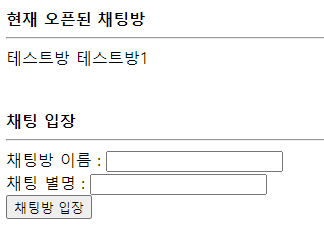 현재 오픈된 채팅방
테스트방 테스트방1
채팅 입장
채팅방 이름 :
채팅 별명 :
채팅방 입장